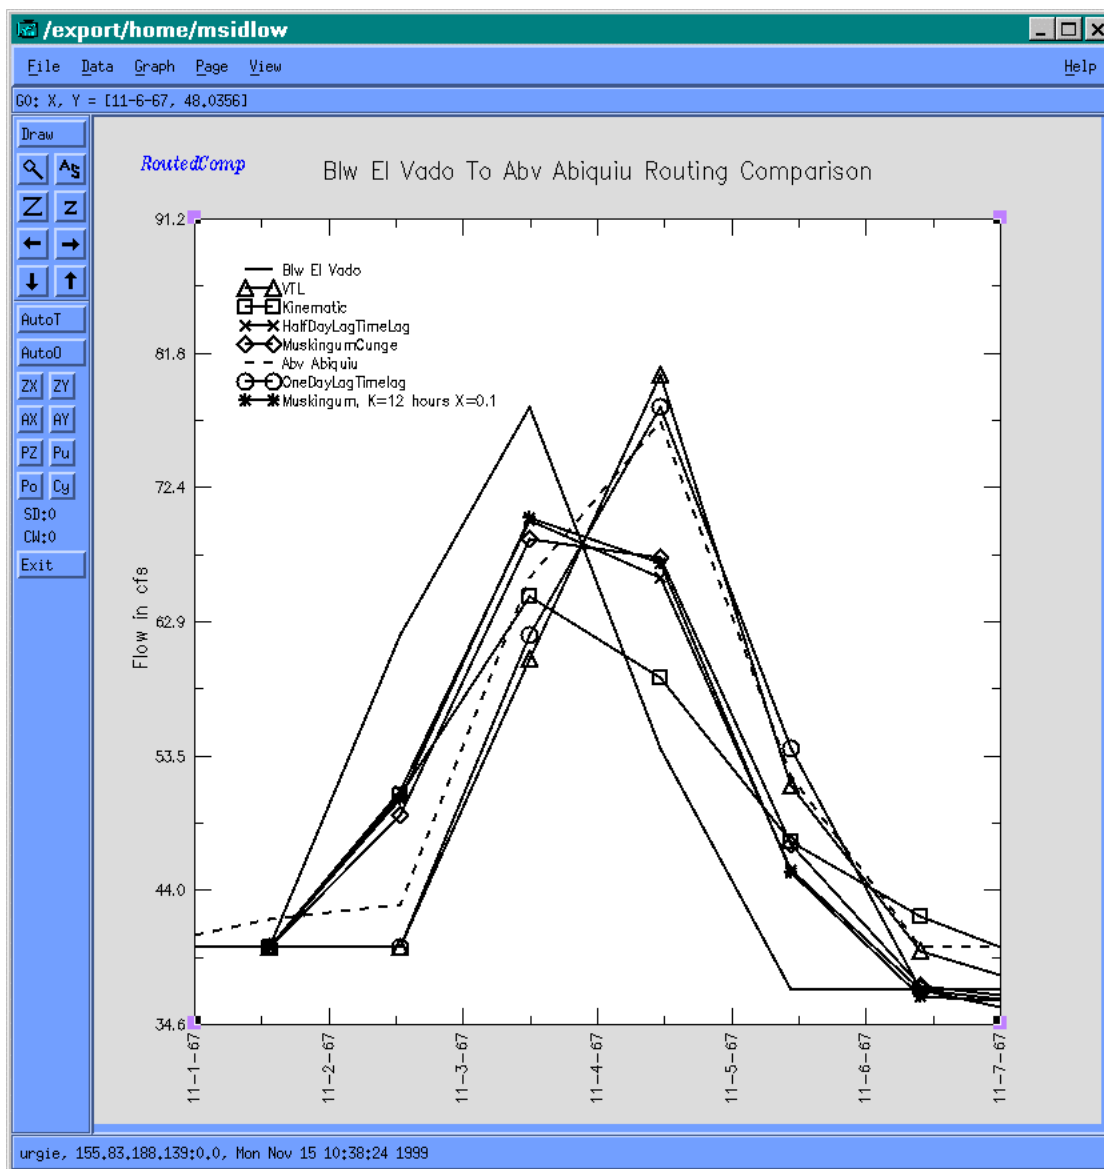 /export/home/msidlow
File Data Graph Page View Help
G0: X, Y = [11-6-67, 48.0356]
Draw
A S
Z z
AutoT
AutoO
ZX ZY
AX AY
PZ Pu
Po Cy
SD:0
CW:0
Exit
RoutedComp
Blw El Vado To Abv Abiquiu Routing Comparison
91.2
81.8
72.4
62.9
53.5
44.0
34.6
Flow in cfs
Blw El Vado
VTL
Kinematic
HalfDayLagTimeLag
MuskingumCunge
Abv Abiquiu
OneDayLagTimelag
Muskingum, K=12 hours X=0.1
11-1-67
11-2-67
11-3-67
11-4-67
11-5-67
11-6-67
11-7-67
urgie, 155.83.188.139:0.0, Mon Nov 15 10:38:24 1999